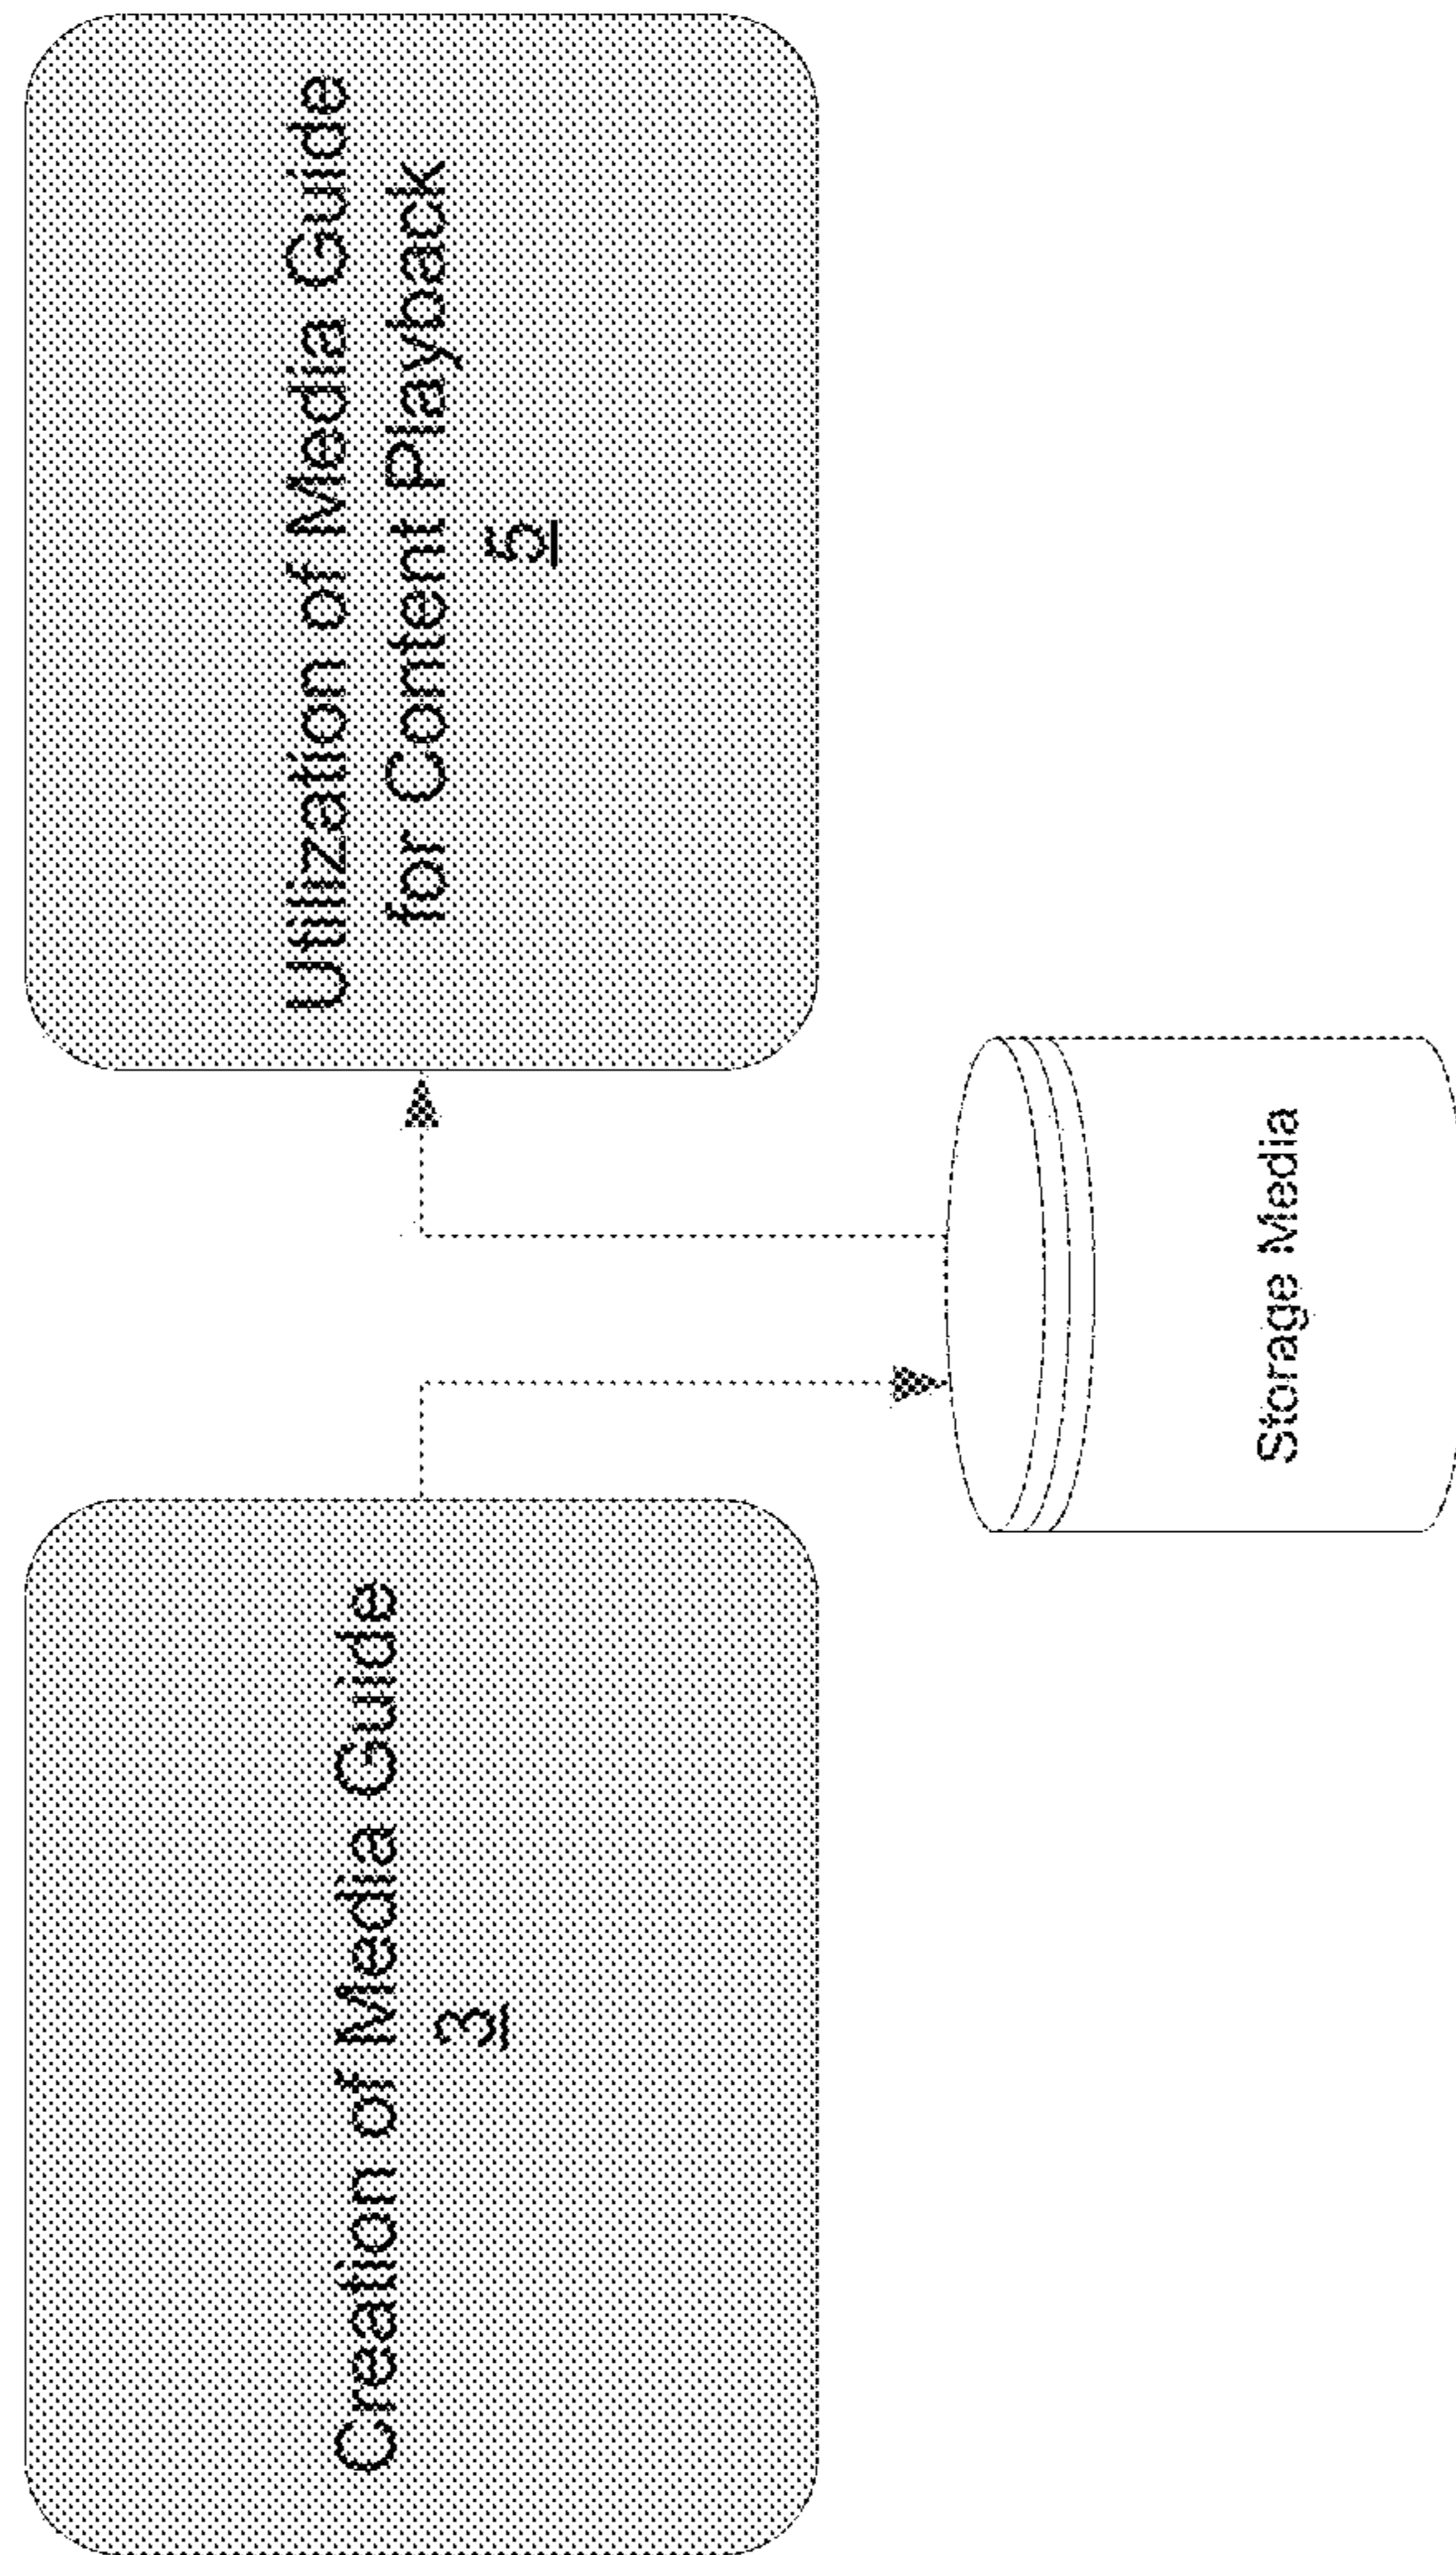 Creation of Media Guide
3
Utilization of Media Guide
for Content Playback
5
Storage Media